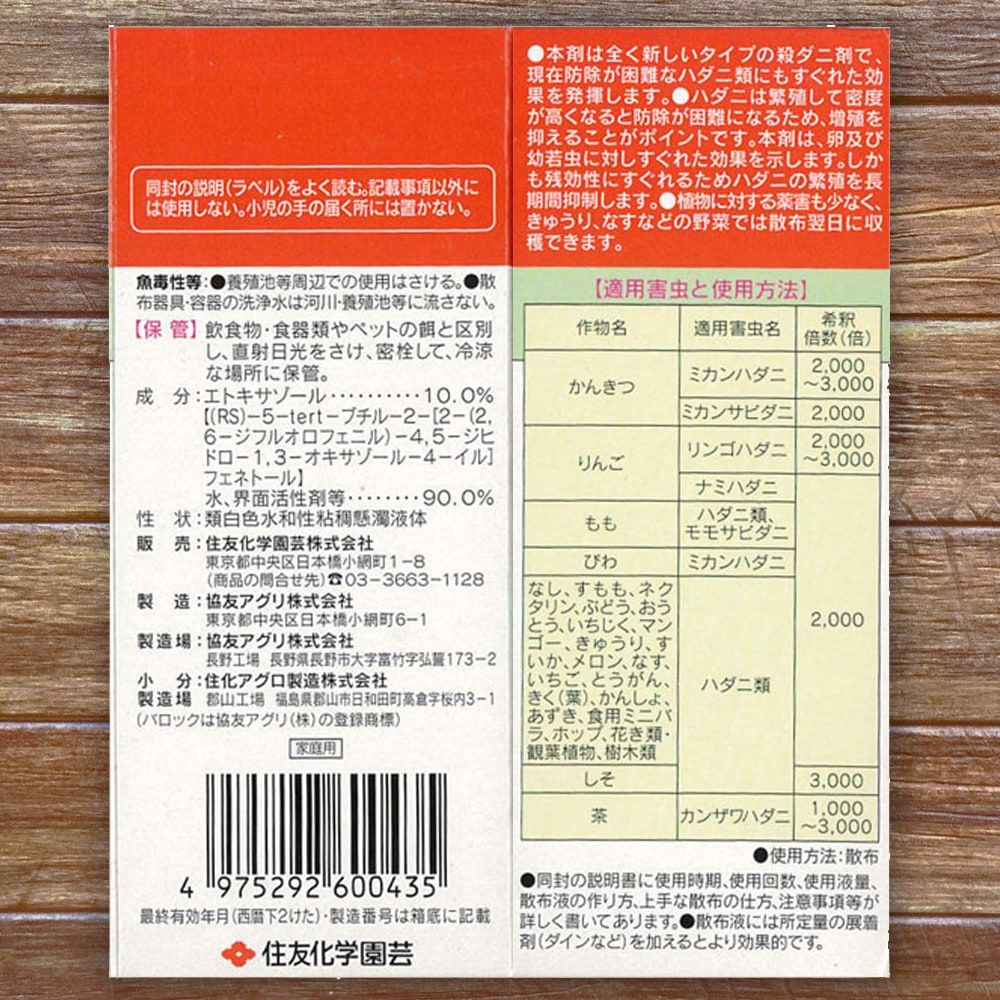 同封の説明(ラベル)をよく読む。記載事項以外に
は使用しない。小児の手の届く所には置かない。
魚毒性等:●養殖池等周辺での使用はさける。●散
布器具・容器の洗浄水は河川・養殖池等に流さない。
【保 管】飲食物・食器類やペットの餌と区別
し、直射日光をさけ、密栓して、冷涼
な場所に保管。
成 分:エトキサゾール‥‥‥‥‥10.0%
【(RS)-5-tert-ブチル-2-[2-(2,
6-ジフルオロフェニル)-4,5-ジヒ
ドロ-1,3-オキサゾール-4-イル]
フェネトール】
水、界面活性剤等‥‥‥‥90.0%
性 状:類白色水和性粘稠懸濁液体
販 売:住友化学園芸株式会社
東京都中央区日本橋小網町1-8
(商品の問合せ先)☎03-3663-1128
製 造:協友アグリ株式会社
東京都中央区日本橋小網町6-1
製造場:協友アグリ株式会社
長野工場 長野県長野市大字富竹字弘誓173-2
小 分:住化アグロ製造株式会社
製造場 郡山工場 福島県郡山市日和田町高倉字桜内3-1
(バロックは協友アグリ(株)の登録商標)
家庭用
4 975292 600435
最終有効年月(西暦下2けた)・製造番号は箱底に記載
住友化学園芸
●本剤は全く新しいタイプの殺ダニ剤で、
現在防除が困難なハダニ類にもすぐれた効
果を発揮します。●ハダニは繁殖して密度
が高くなると防除が困難になるため、増殖を
抑えることがポイントです。本剤は、卵及び
幼若虫に対しすぐれた効果を示します。しか
も残効性にすぐれるためハダニの繁殖を長
期間抑制します。●植物に対する薬害も少なく、
きゅうり、なすなどの野菜では散布翌日に収
穫できます。
【適用害虫と使用方法】
作物名 適用害虫名 希釈
倍数(倍)
かんきつ ミカンハダニ 2,000
～3,000
ミカンサビダニ 2,000
りんご リンゴハダニ 2,000
～3,000
ナミハダニ
もも ハダニ類、
モモサビダニ
びわ ミカンハダニ
なし、すもも、ネク
タリン、ぶどう、おう
とう、いちじく、マン
ゴー、きゅうり、す
いか、メロン、なす、
いちご、とうがん、
きく(葉)、かんしょ、
あずき、食用ミニバ
ラ、ホップ、花き類・
観葉植物、樹木類
ハダニ類
2,000
しそ 3,000
茶 カンザワハダニ 1,000
～3,000
●使用方法:散布
●同封の説明書に使用時期、使用回数、使用液量、
散布液の作り方、上手な散布の仕方、注意事項等が
詳しく書いてあります。●散布液には所定量の展着
剤(ダインなど)を加えるとより効果的です。